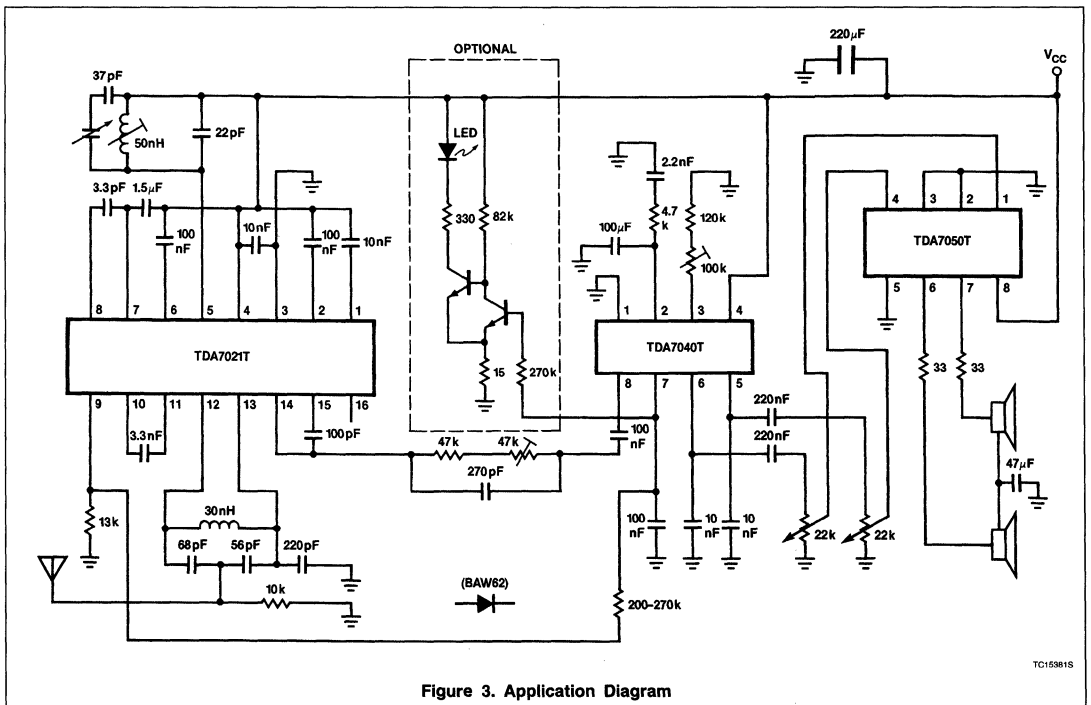 OPTIONAL
220µF
VCC
37pF
50nH
22pF
LED
2.2nF
3.3pF
1.5µF
100 nF
10nF
100 nF
10nF
330
82k
100µF
4.7 k
120k
100k
4 3 2 1
TDA7050T
5 6 7 8
8 7 6 5 4 3 2 1
TDA7021T
9 10 11 12 13 14 15 16
15
270k
1 2 3 4
TDA7040T
8 7 6 5
33
33
3.3nF
100pF
47k
47k
270pF
100 nF
220nF
220nF
47µF
13k
30nH
68pF
56pF
220pF
10k
(BAW62)
100 nF
10 nF
10 nF
22k
22k
200–270k
TC15381S
Figure 3. Application Diagram